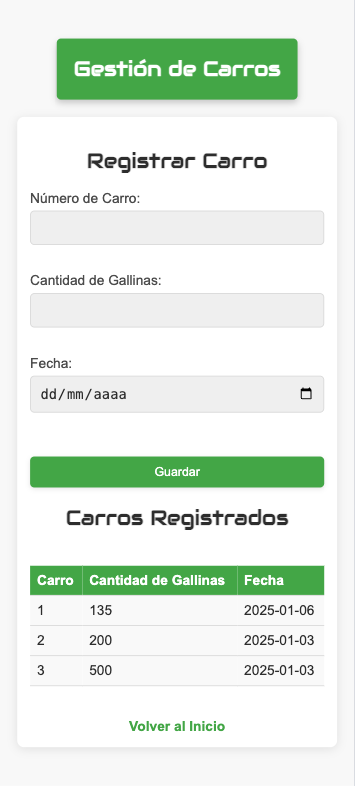 Gestión de Carros
Registrar Carro
Número de Carro:
Cantidad de Gallinas:
Fecha:
dd/mm/aaaa
Guardar
Carros Registrados
Carro Cantidad de Gallinas Fecha
1 135 2025-01-06
2 200 2025-01-03
3 500 2025-01-03
Volver al Inicio